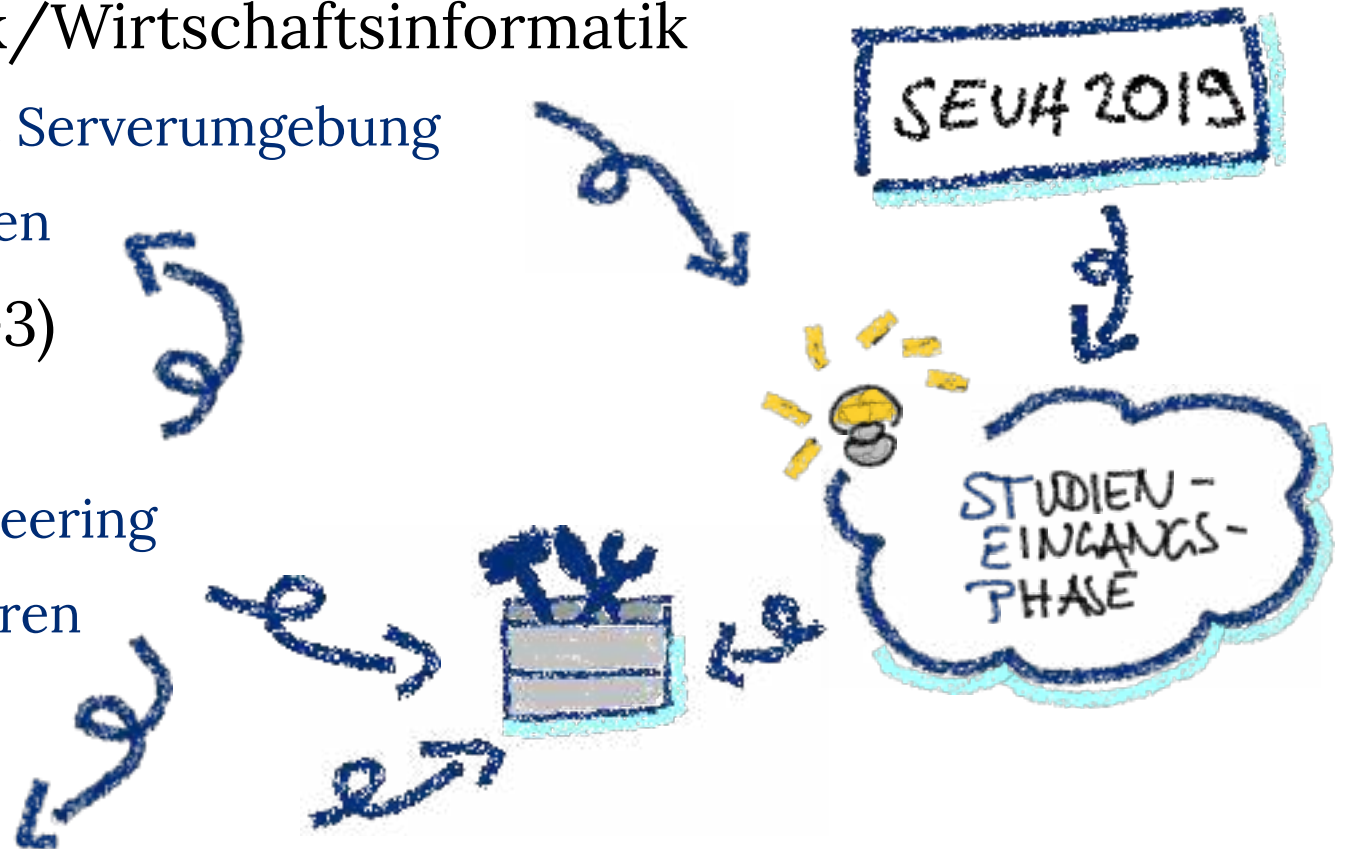 k/Wirtschaftsinformatik
Serverumgebung
en
3)
eering
ren
SEUH 2019
STUDIEN-
EINGANGS-
PHASE